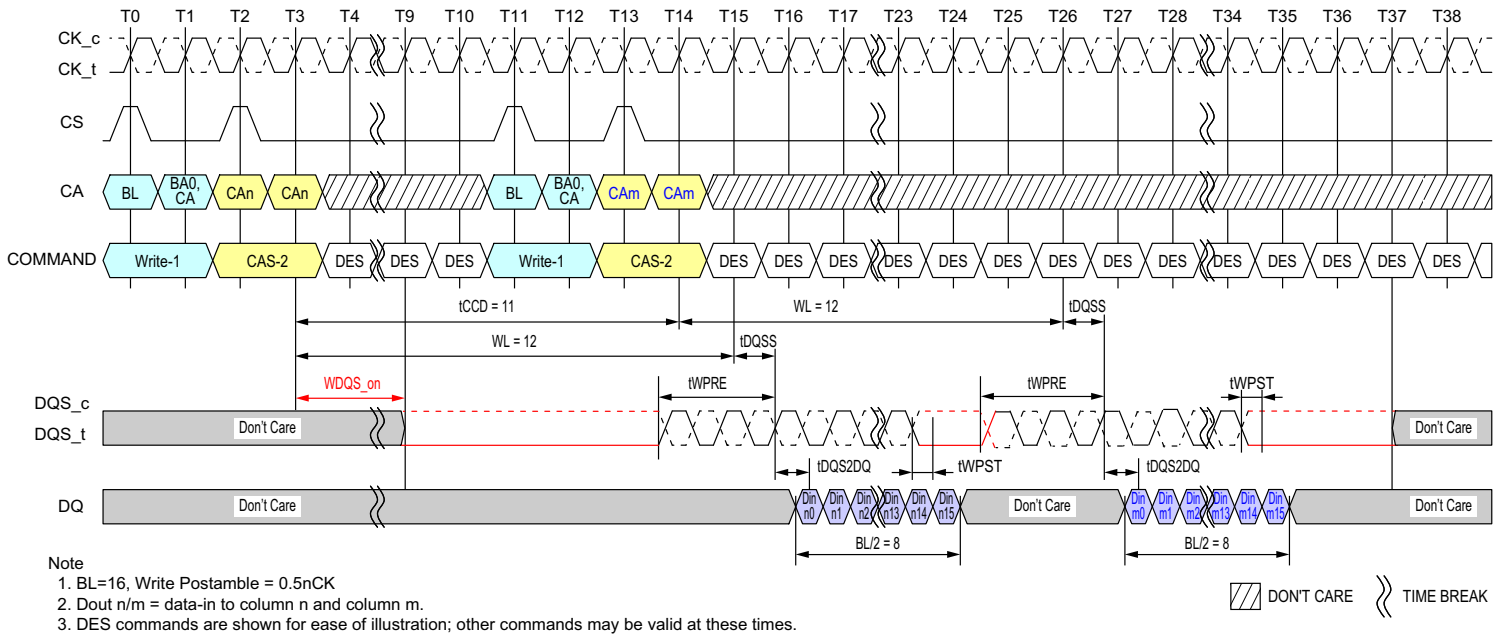 T0 T1 T2 T3 T4 T9 T10 T11 T12 T13 T14 T15 T16 T17 T23 T24 T25 T26 T27 T28 T34 T35 T36 T37 T38
CK_c
CK_t
CS
CA BL BA0, CA CAn CAn BL BA0, CA CAm CAm
COMMAND Write-1 CAS-2 DES DES DES Write-1 CAS-2 DES DES DES DES DES DES DES DES DES DES DES DES DES DES
tCCD = 11 WL = 12 tDQSS
WL = 12 tDQSS
WDQS_on tWPRE tWPRE tWPST
DQS_c
DQS_t Don't Care Don't Care
tDQS2DQ tWPST tDQS2DQ
DQ Don't Care Din n0 Din n1 Din n2 Din n13 Din n14 Din n15 Don't Care Din m0 Din m1 Din m2 Din m13 Din m14 Din m15 Don't Care
BL/2 = 8 BL/2 = 8
Note
1. BL=16, Write Postamble = 0.5nCK
2. Dout n/m = data-in to column n and column m.
3. DES commands are shown for ease of illustration; other commands may be valid at these times.
DON'T CARE TIME BREAK